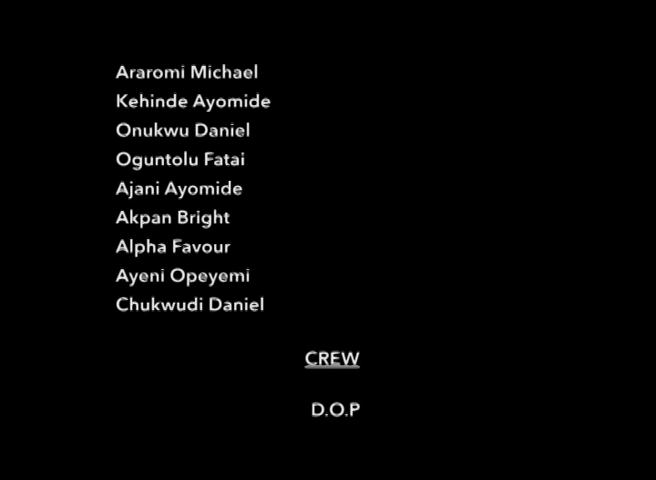 Araromi Michael
Kehinde Ayomide
Onukwu Daniel
Oguntolu Fatai
Ajani Ayomide
Akpan Bright
Alpha Favour
Ayeni Opeyemi
Chukwudi Daniel
CREW
D.O.P